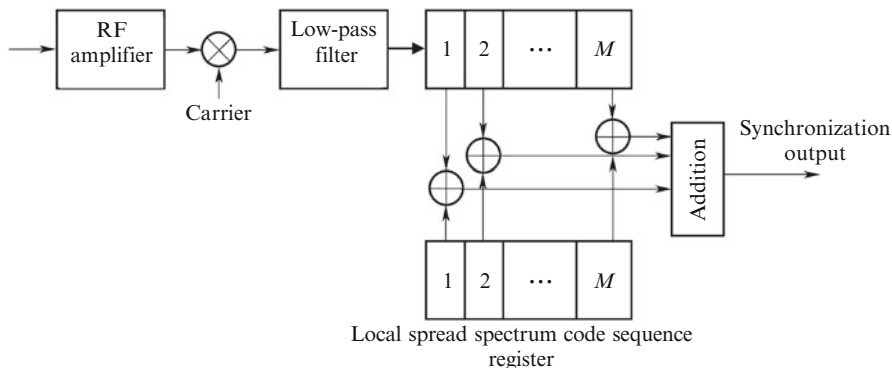 RF
amplifier
Carrier
Low-pass
filter
1 2 ··· M
Addition
Synchronization
output
1 2 ··· M
Local spread spectrum code sequence
register